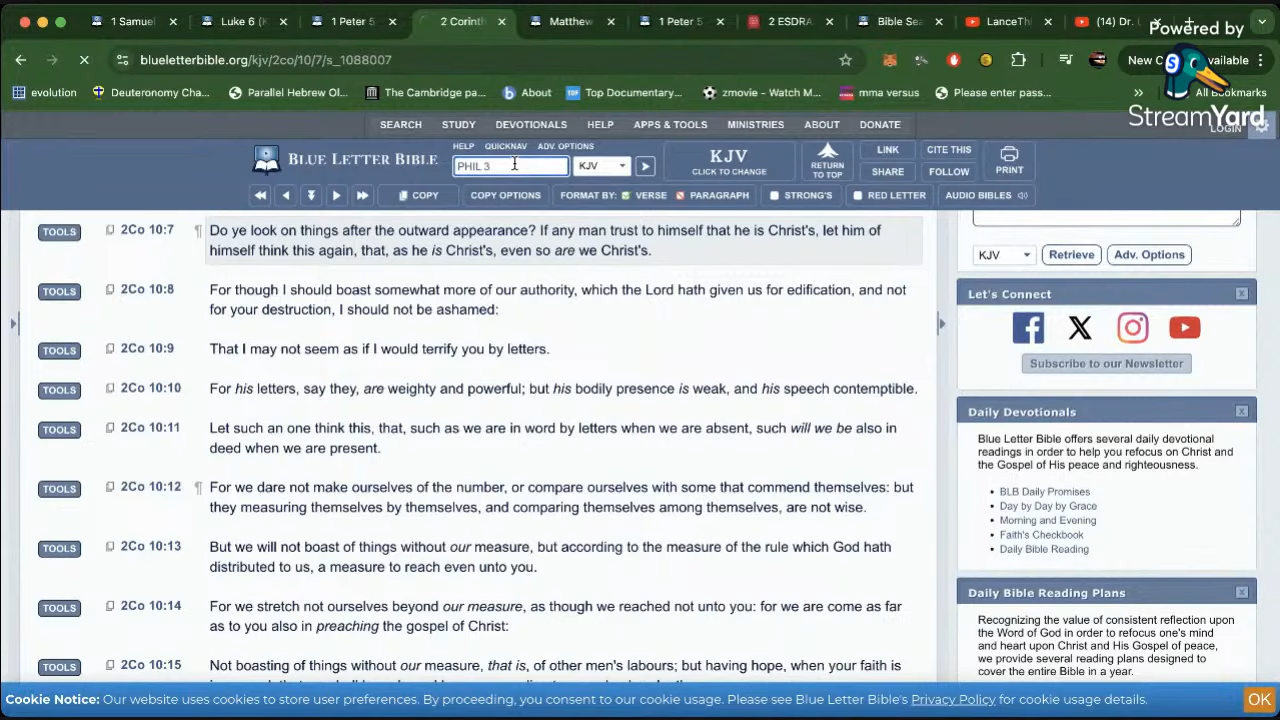 Powered by
1 Samuel
Luke 6 (K
1 Peter 5
2 Corinth
Matthew
1 Peter 5
2 ESDRA
Bible Sea
LanceThi
(14) Dr. L
blueletterbible.org/kjv/2co/10/7/s_1088007
New C
vailable
evolution
Deuteronomy Cha...
Parallel Hebrew Ol...
The Cambridge pa...
About
Top Documentary...
zmovie - Watch M...
mma versus
Please enter pass...
All Bookmarks
StreamYard
SEARCH STUDY DEVOTIONALS HELP APPS & TOOLS MINISTRIES ABOUT DONATE
LOGIN
BLUE LETTER BIBLE
HELP QUICKNAV ADV. OPTIONS
PHIL 3
KJV
KJV
CLICK TO CHANGE
RETURN
TO TOP
LINK
CITE THIS
SHARE
FOLLOW
PRINT
COPY
COPY OPTIONS
FORMAT BY: VERSE PARAGRAPH
STRONG'S
RED LETTER
AUDIO BIBLES
TOOLS 2Co 10:7 ¶ Do ye look on things after the outward appearance? If any man trust to himself that he is Christ's, let him of
himself think this again, that, as he is Christ's, even so are we Christ's.
TOOLS 2Co 10:8 For though I should boast somewhat more of our authority, which the Lord hath given us for edification, and not
for your destruction, I should not be ashamed:
TOOLS 2Co 10:9 That I may not seem as if I would terrify you by letters.
TOOLS 2Co 10:10 For his letters, say they, are weighty and powerful; but his bodily presence is weak, and his speech contemptible.
TOOLS 2Co 10:11 Let such an one think this, that, such as we are in word by letters when we are absent, such will we be also in
deed when we are present.
TOOLS 2Co 10:12 ¶ For we dare not make ourselves of the number, or compare ourselves with some that commend themselves: but
they measuring themselves by themselves, and comparing themselves among themselves, are not wise.
TOOLS 2Co 10:13 But we will not boast of things without our measure, but according to the measure of the rule which God hath
distributed to us, a measure to reach even unto you.
TOOLS 2Co 10:14 For we stretch not ourselves beyond our measure, as though we reached not unto you: for we are come as far
as to you also in preaching the gospel of Christ:
TOOLS 2Co 10:15 Not boasting of things without our measure, that is, of other men's labours; but having hope, when your faith is
KJV
Retrieve
Adv. Options
Let's Connect
Subscribe to our Newsletter
Daily Devotionals
Blue Letter Bible offers several daily devotional
readings in order to help you refocus on Christ and
the Gospel of His peace and righteousness.
• BLB Daily Promises
• Day by Day by Grace
• Morning and Evening
• Faith's Checkbook
• Daily Bible Reading
Daily Bible Reading Plans
Recognizing the value of consistent reflection upon
the Word of God in order to refocus one's mind
and heart upon Christ and His Gospel of peace,
we provide several reading plans designed to
cover the entire Bible in a year.
Cookie Notice: Our website uses cookies to store user preferences. By proceeding, you consent to our cookie usage. Please see Blue Letter Bible's Privacy Policy for cookie usage details.
OK